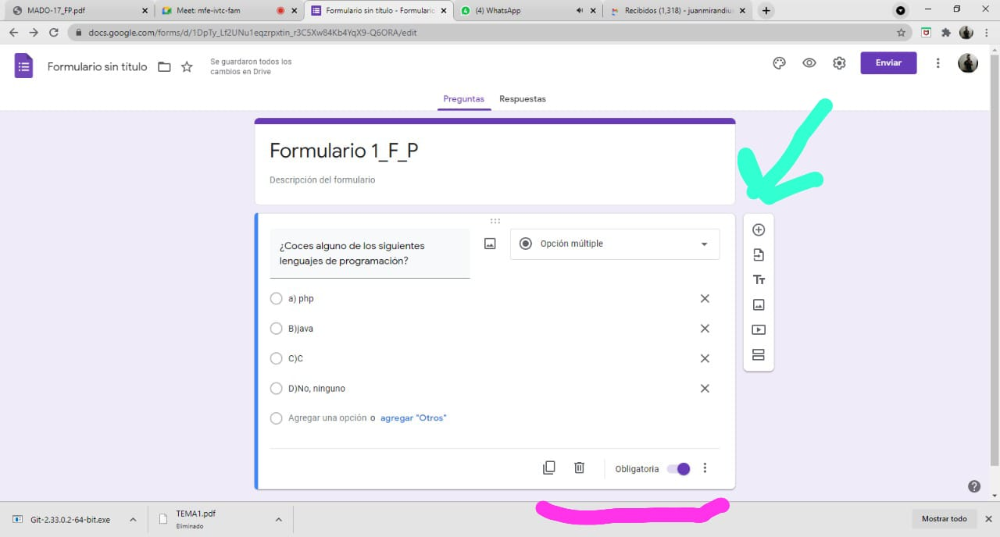 MADO-17_FP.pdf
Meet: mfe-ivtc-fam
Formulario sin título - Formulario
(4) WhatsApp
Recibidos (1,318) - juanmirandiu
docs.google.com/forms/d/1DpTy_Lf2UNu1eqzrpxtin_r3C5Xw84Kb4YqX9-Q6ORA/edit
Formulario sin título
Se guardaron todos los
cambios en Drive
Enviar
Preguntas
Respuestas
Formulario 1_F_P
Descripción del formulario
¿Coces alguno de los siguientes
lenguajes de programación?
Opción múltiple
a) php
B)java
C)C
D)No, ninguno
Agregar una opción o agregar "Otros"
Tт
Obligatoria
Git-2.33.0.2-64-bit.exe
TEMA1.pdf
Eliminado
Mostrar todo